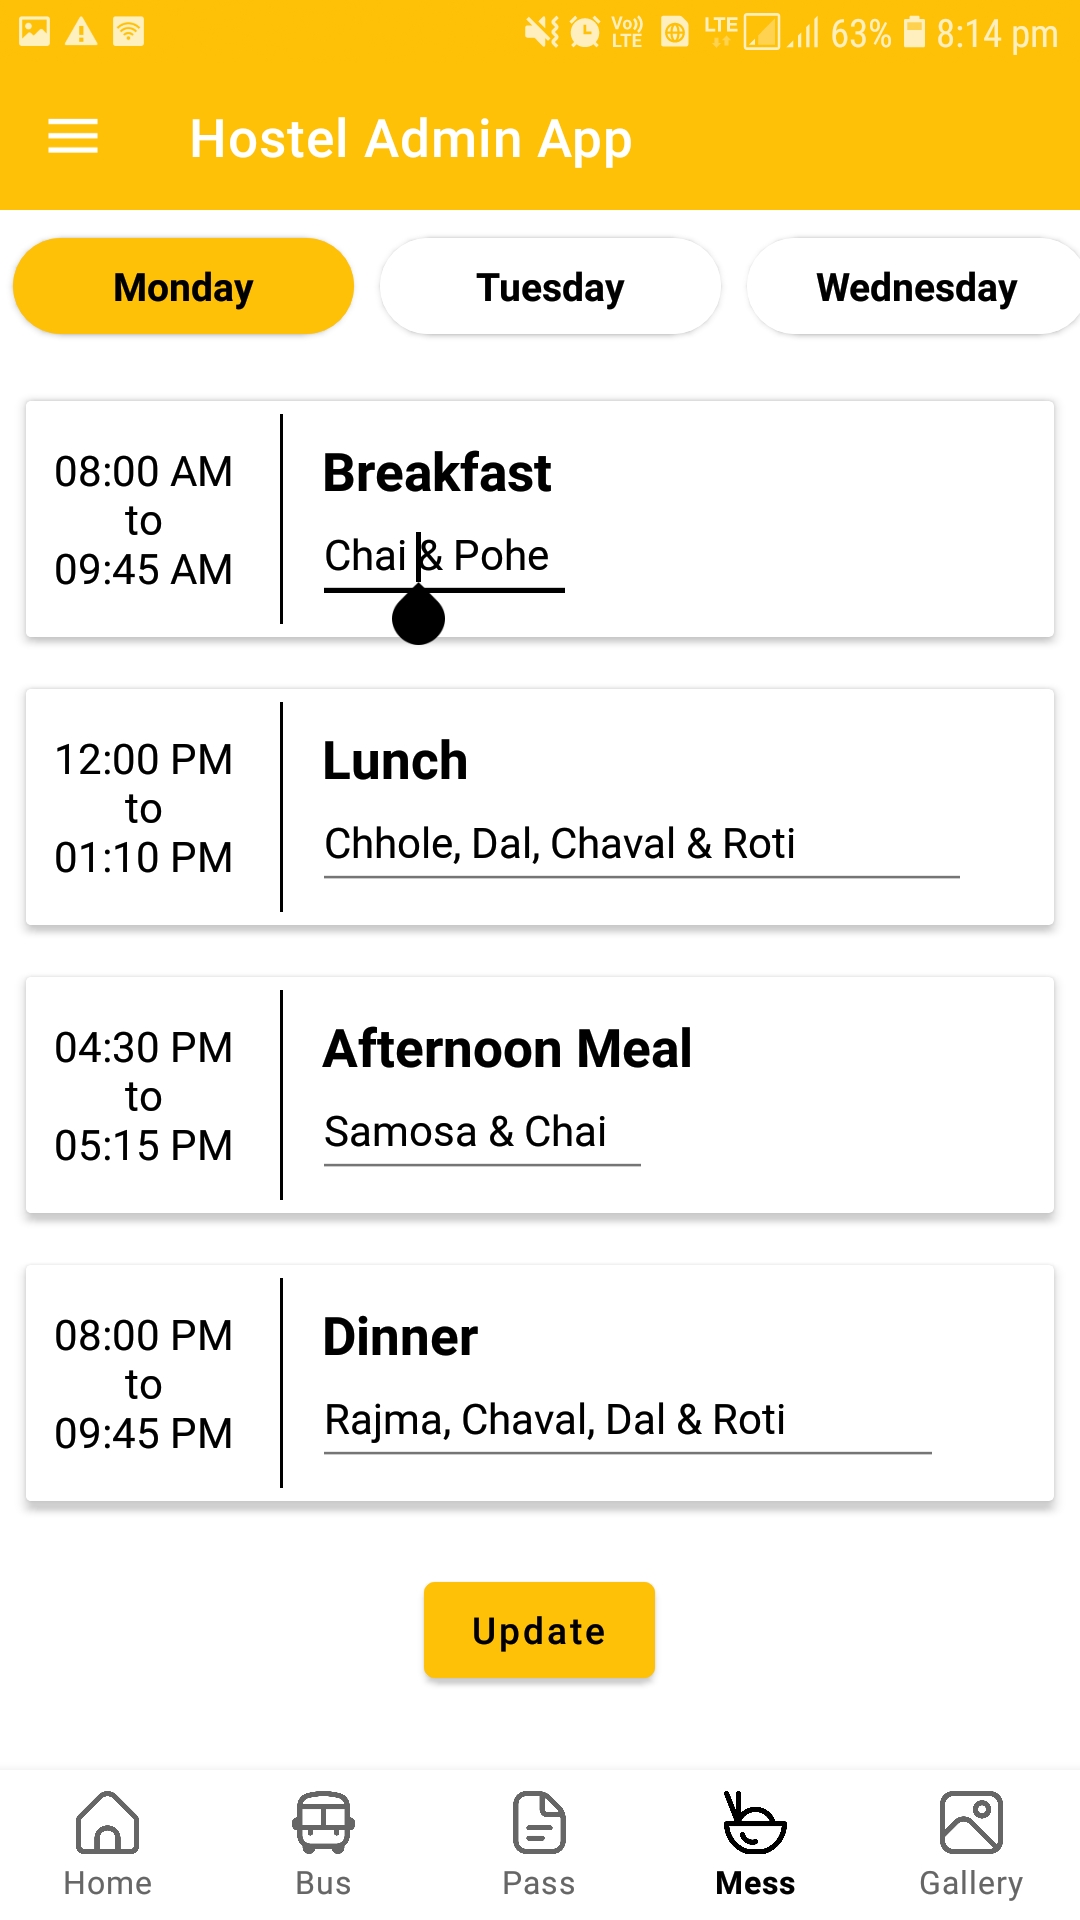 Vo)) LTE LTE 63% 8:14 pm
Hostel Admin App
Monday Tuesday Wednesday
08:00 AM
to
09:45 AM
Breakfast
Chai & Pohe
12:00 PM
to
01:10 PM
Lunch
Chhole, Dal, Chaval & Roti
04:30 PM
to
05:15 PM
Afternoon Meal
Samosa & Chai
08:00 PM
to
09:45 PM
Dinner
Rajma, Chaval, Dal & Roti
Update
Home Bus Pass Mess Gallery